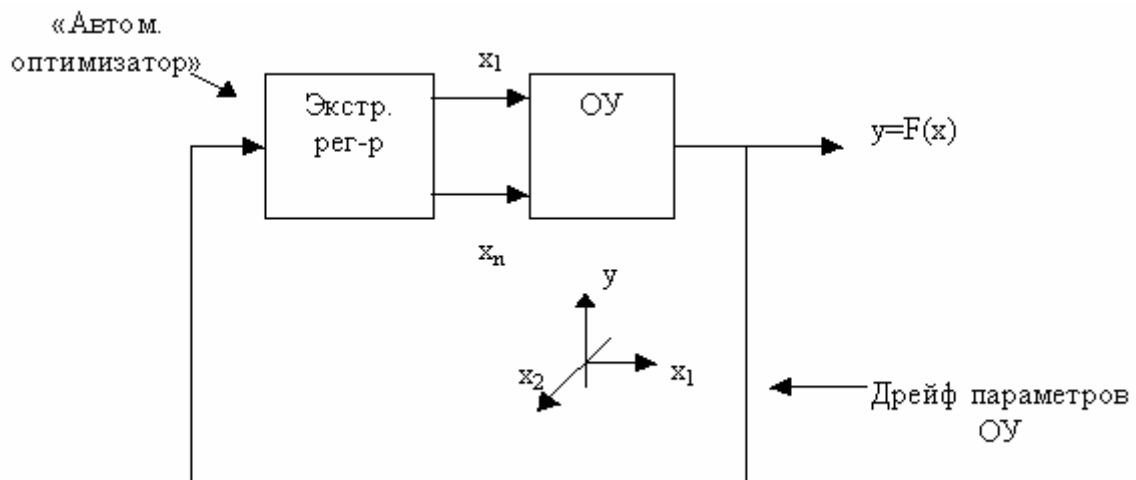 «Автом.
оптимизатор»
x1
Экстр.
рег-р
ОУ
y=F(x)
xn
y
x2
x1
Дрейф параметров
ОУ